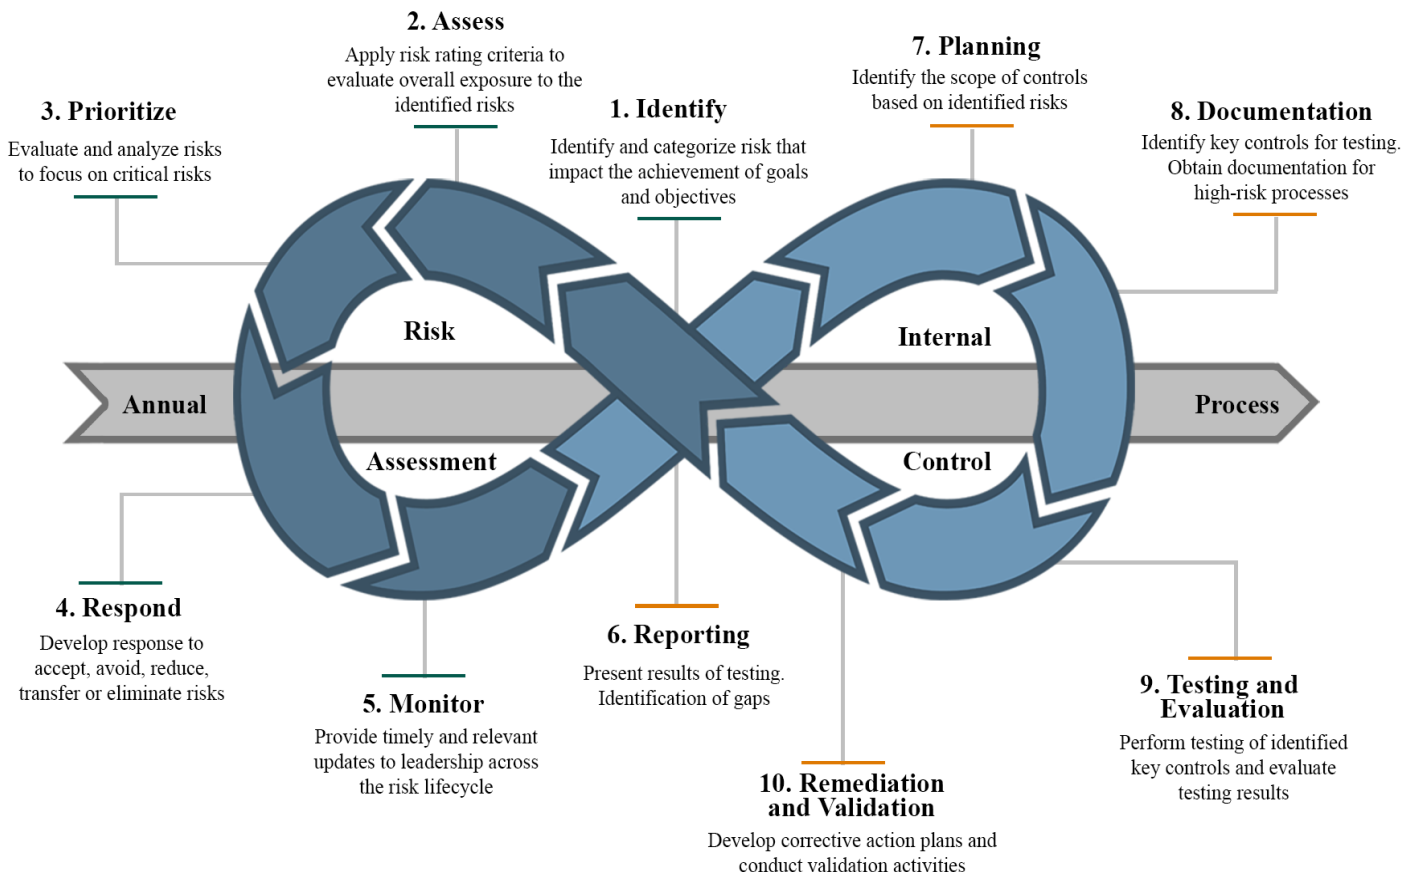 1. Identify
Identify and categorize risk that
impact the achievement of goals
and objectives
2. Assess
Apply risk rating criteria to
evaluate overall exposure to the
identified risks
3. Prioritize
Evaluate and analyze risks
to focus on critical risks
4. Respond
Develop response to
accept, avoid, reduce,
transfer or eliminate risks
5. Monitor
Provide timely and relevant
updates to leadership across
the risk lifecycle
6. Reporting
Present results of testing.
Identification of gaps
7. Planning
Identify the scope of controls
based on identified risks
8. Documentation
Identify key controls for testing.
Obtain documentation for
high-risk processes
9. Testing and
Evaluation
Perform testing of identified
key controls and evaluate
testing results
10. Remediation
and Validation
Develop corrective action plans and
conduct validation activities
Risk
Assessment
Internal
Control
Annual
Process